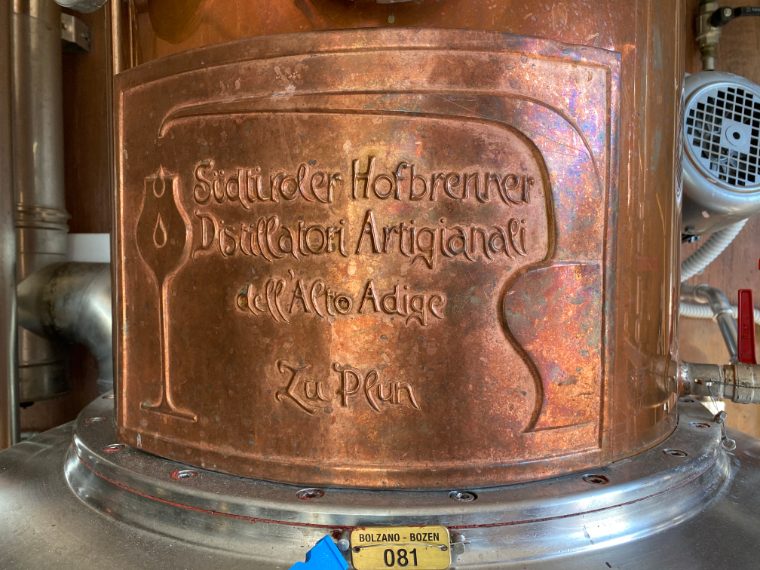 Südtiroler Hofbrenner
Distillatori Artigianali
dell'Alto Adige
Zu Plun
BOLZANO - BOZEN
081